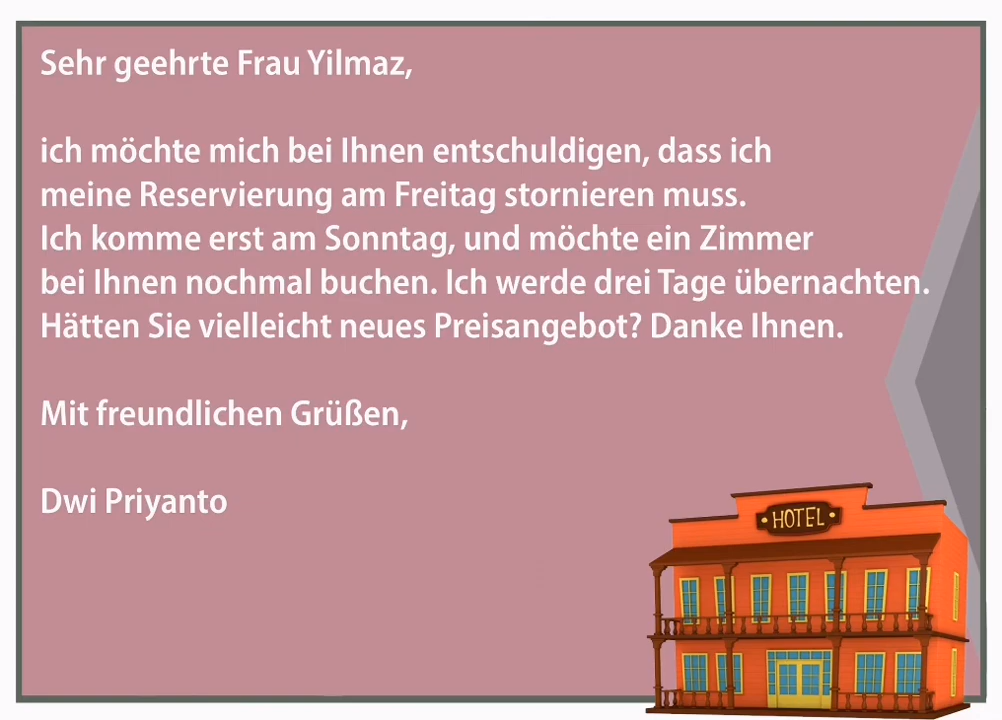 Sehr geehrte Frau Yilmaz,
ich möchte mich bei Ihnen entschuldigen, dass ich
meine Reservierung am Freitag stornieren muss.
Ich komme erst am Sonntag, und möchte ein Zimmer
bei Ihnen nochmal buchen. Ich werde drei Tage übernachten.
Hätten Sie vielleicht neues Preisangebot? Danke Ihnen.
Mit freundlichen Grüßen,
Dwi Priyanto
HOTEL